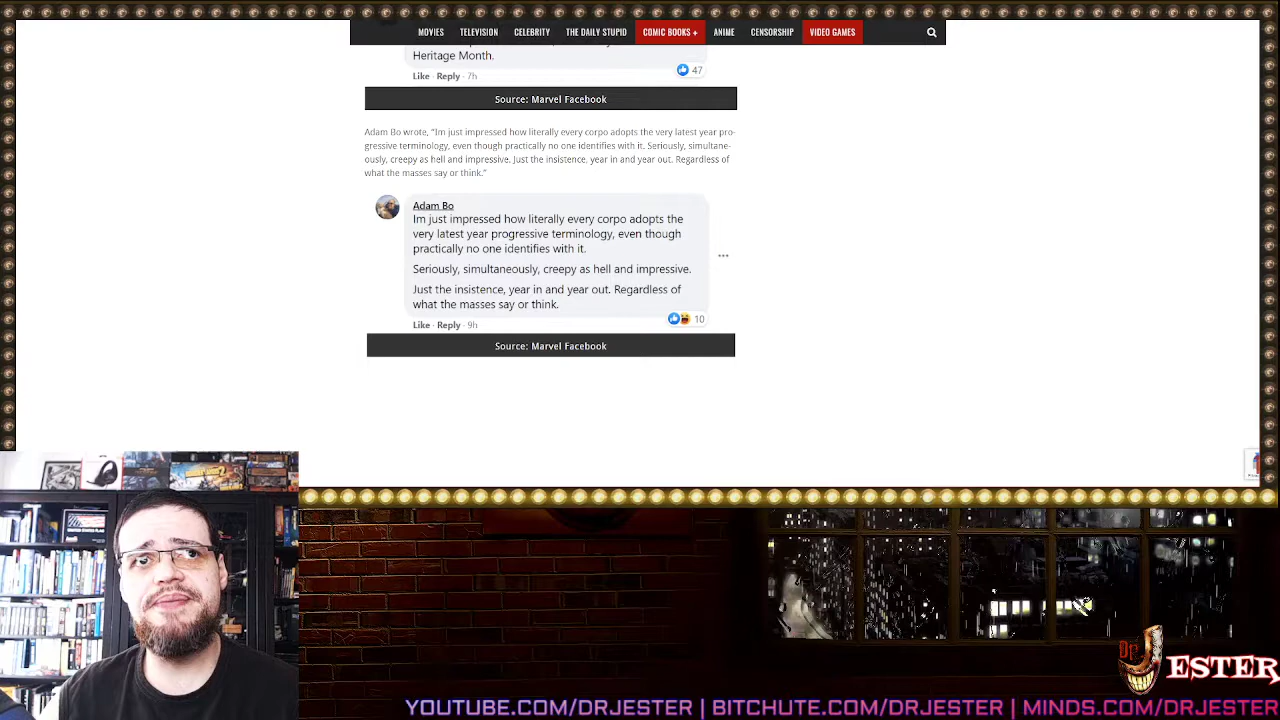 MOVIES TELEVISION CELEBRITY THE DAILY STUPID COMIC BOOKS + ANIME CENSORSHIP VIDEO GAMES
Heritage Month.
47
Like · Reply · 7h
Source: Marvel Facebook
Adam Bo wrote, “Im just impressed how literally every corpo adopts the very latest year pro-
gressive terminology, even though practically no one identifies with it. Seriously, simultane-
ously, creepy as hell and impressive. Just the insistence, year in and year out. Regardless of
what the masses say or think.”
Adam Bo
Im just impressed how literally every corpo adopts the
very latest year progressive terminology, even though
practically no one identifies with it.
Seriously, simultaneously, creepy as hell and impressive.
Just the insistence, year in and year out. Regardless of
what the masses say or think.
10
Like · Reply · 9h
Source: Marvel Facebook
Dr JESTER
YOUTUBE.COM/DRJESTER | BITCHUTE.COM/DRJESTER | MINDS.COM/DRJESTER